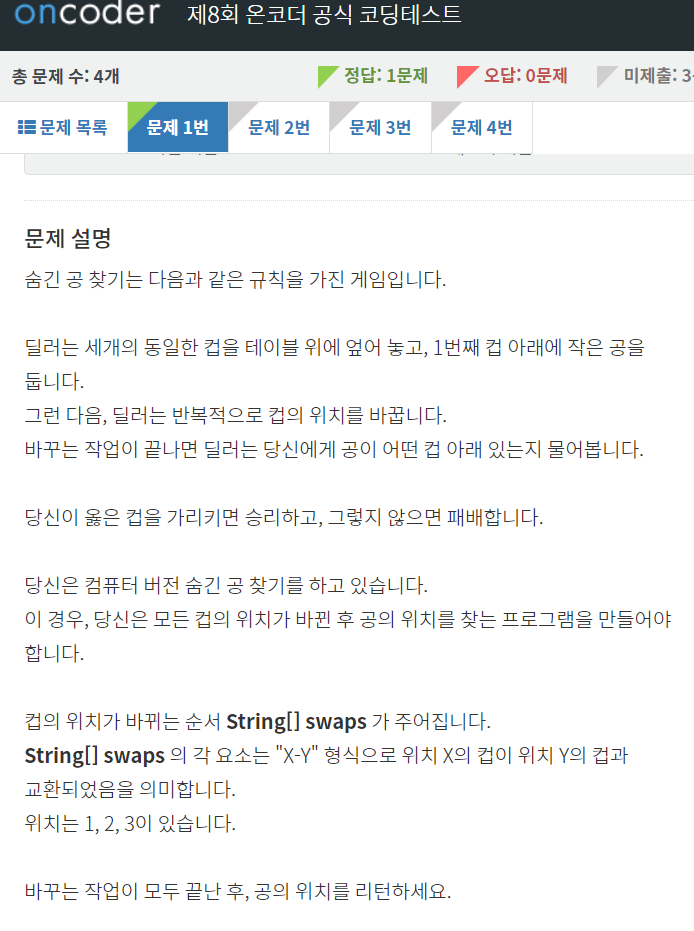 oncoder 제8회 온코더 공식 코딩테스트
총 문제 수: 4개 정답: 1문제 오답: 0문제 미제출: 3
문제 목록 문제 1번 문제 2번 문제 3번 문제 4번
문제 설명
숨긴 공 찾기는 다음과 같은 규칙을 가진 게임입니다.
딜러는 세개의 동일한 컵을 테이블 위에 엎어 놓고, 1번째 컵 아래에 작은 공을
둡니다.
그런 다음, 딜러는 반복적으로 컵의 위치를 바꿉니다.
바꾸는 작업이 끝나면 딜러는 당신에게 공이 어떤 컵 아래 있는지 물어봅니다.
당신이 옳은 컵을 가리키면 승리하고, 그렇지 않으면 패배합니다.
당신은 컴퓨터 버전 숨긴 공 찾기를 하고 있습니다.
이 경우, 당신은 모든 컵의 위치가 바뀐 후 공의 위치를 찾는 프로그램을 만들어야
합니다.
컵의 위치가 바뀌는 순서 String[] swaps 가 주어집니다.
String[] swaps 의 각 요소는 "X-Y" 형식으로 위치 X의 컵이 위치 Y의 컵과
교환되었음을 의미합니다.
위치는 1, 2, 3이 있습니다.
바꾸는 작업이 모두 끝난 후, 공의 위치를 리턴하세요.